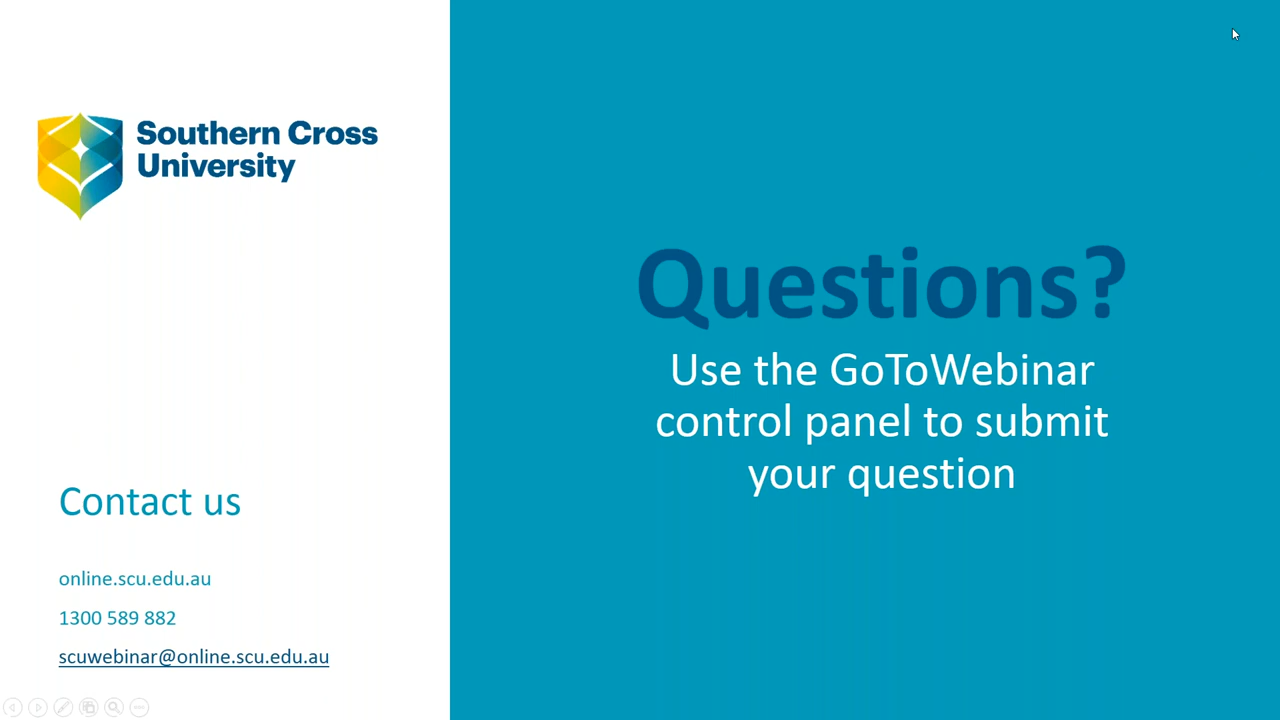 Southern Cross
University
Contact us
online.scu.edu.au
1300 589 882
scuwebinar@online.scu.edu.au
Questions?
Use the GoToWebinar
control panel to submit
your question